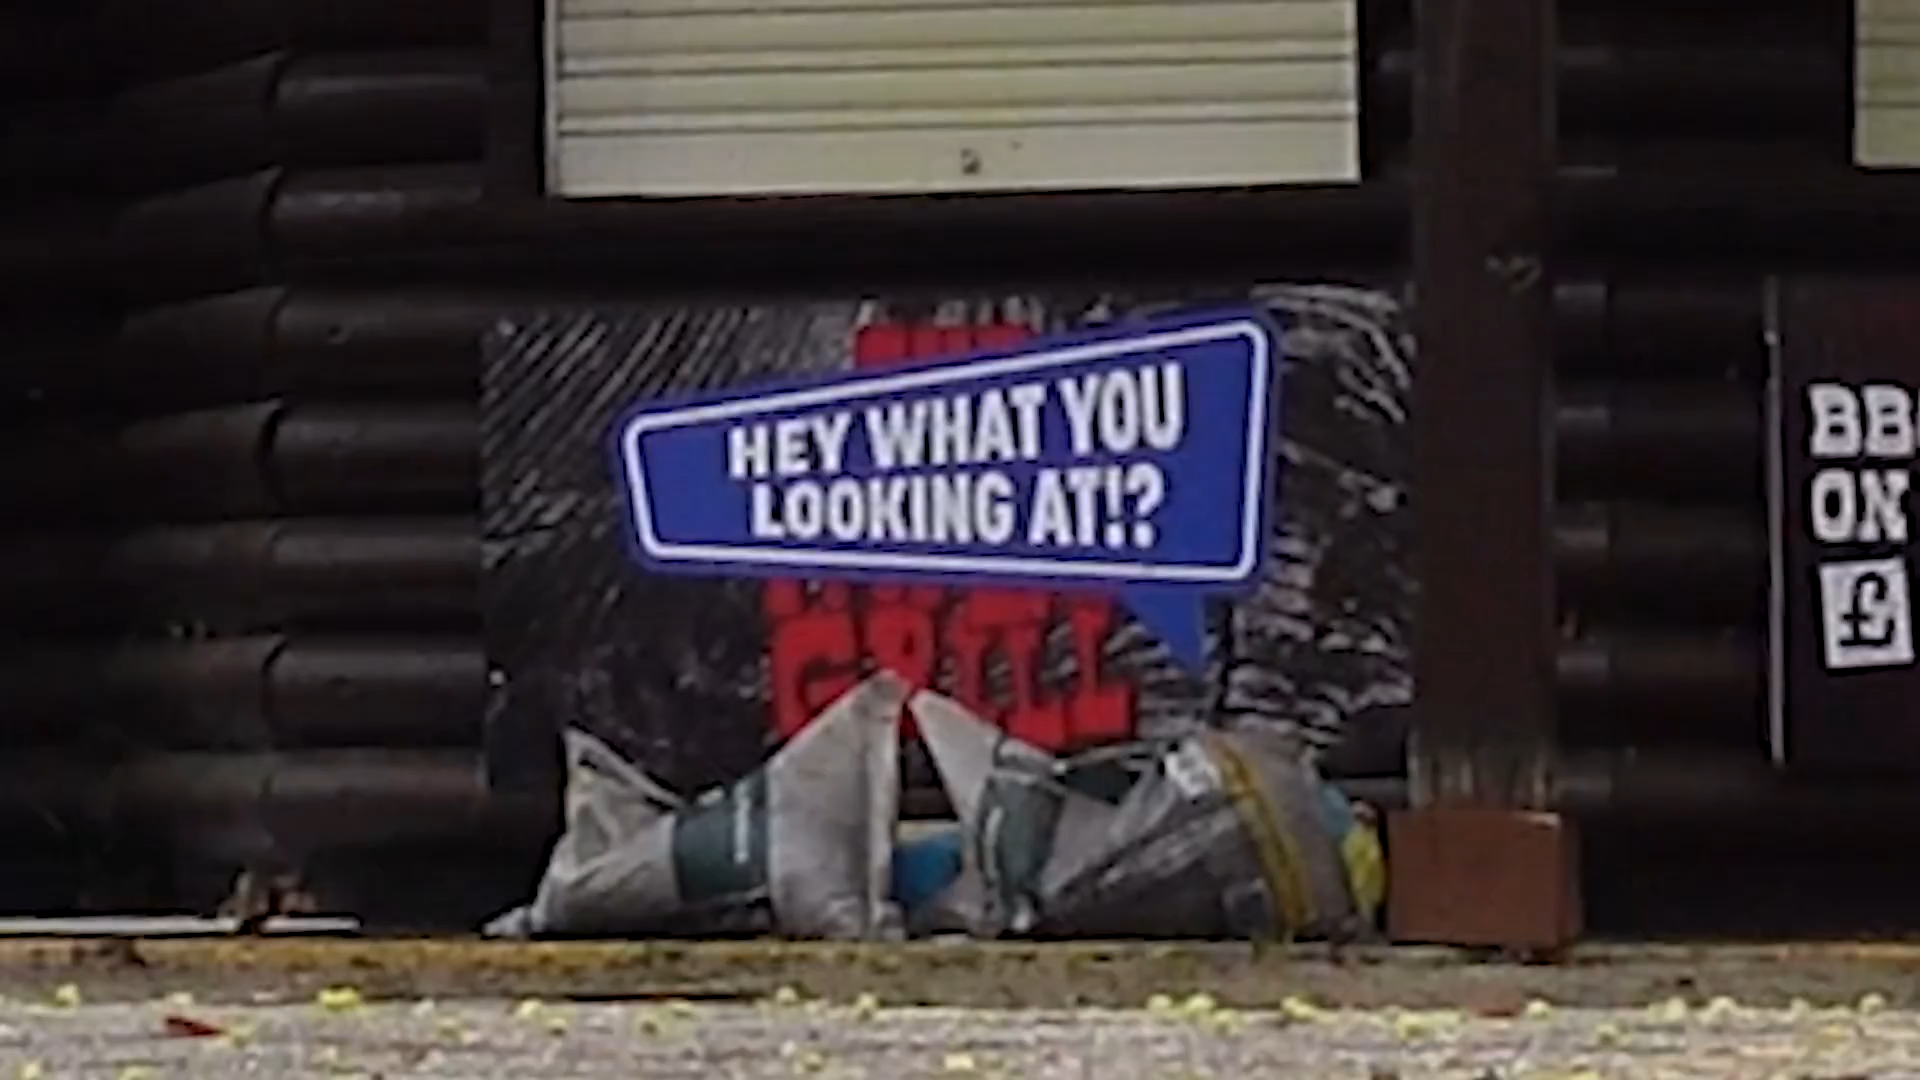 HEY WHAT YOU
LOOKING AT!?
GRILL
BB
ON
£